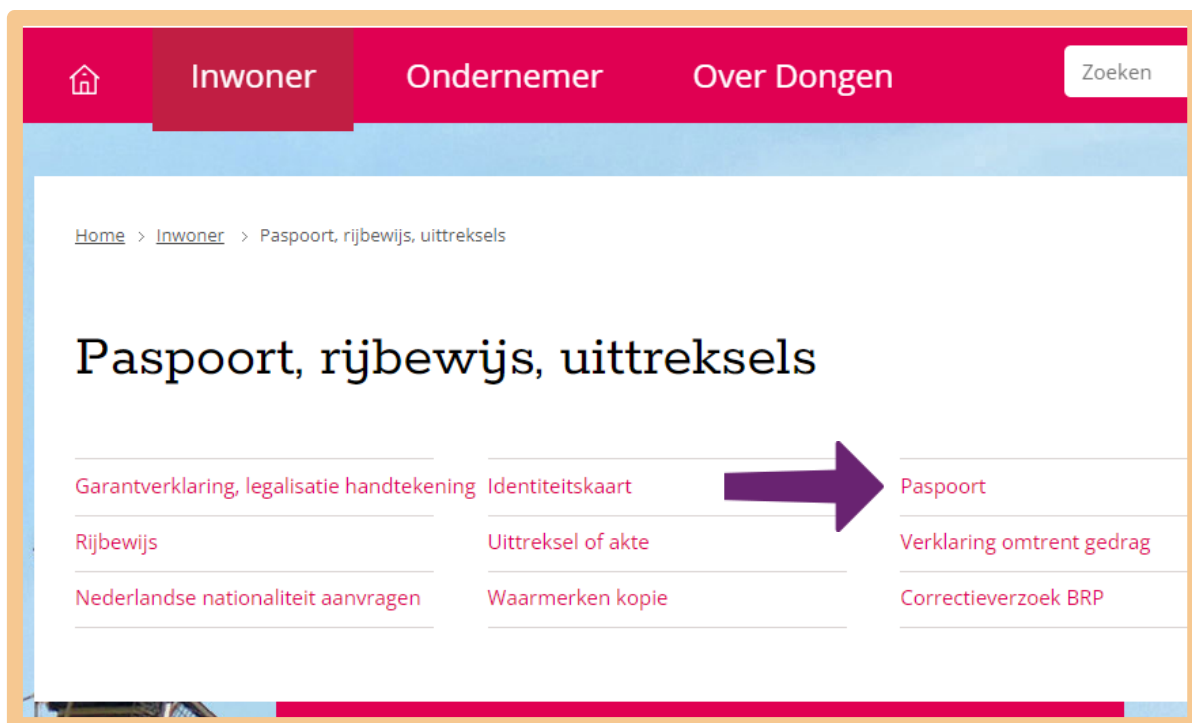 Inwoner Ondernemer Over Dongen Zoeken
Home > Inwoner > Paspoort, rijbewijs, uittreksels
Paspoort, rijbewijs, uittreksels
Garantverklaring, legalisatie handtekening Identiteitskaart Paspoort
Rijbewijs Uittreksel of akte Verklaring omtrent gedrag
Nederlandse nationaliteit aanvragen Waarmerken kopie Correctieverzoek BRP